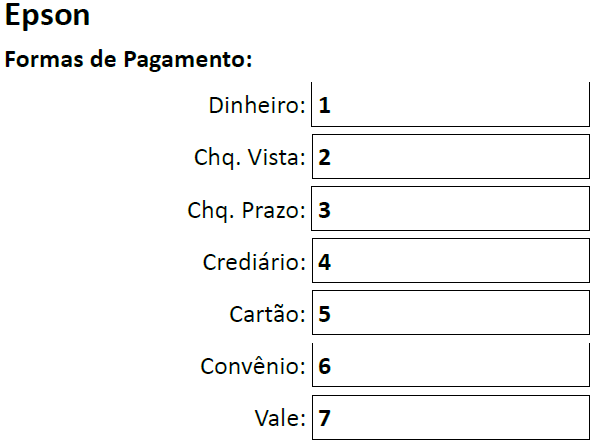 Epson
Formas de Pagamento:
Dinheiro: 1
Chq. Vista: 2
Chq. Prazo: 3
Crediário: 4
Cartão: 5
Convênio: 6
Vale: 7